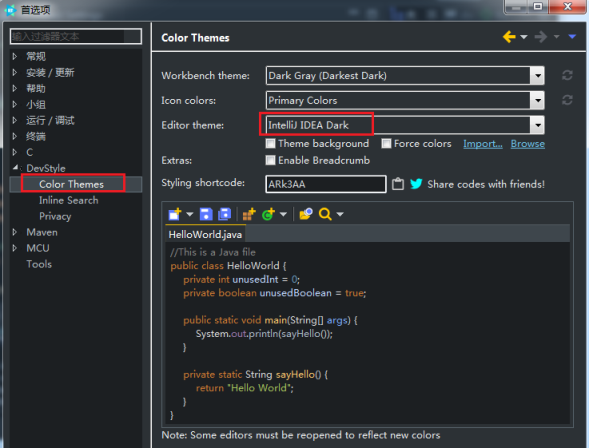 首选项
输入过滤器文本
常规
安装 / 更新
帮助
小组
运行 / 调试
终端
C
DevStyle
Color Themes
Inline Search
Privacy
Maven
MCU
Tools
Color Themes
Workbench theme: Dark Gray (Darkest Dark)
Icon colors: Primary Colors
Editor theme: IntelliJ IDEA Dark
Theme background Force colors Import... Browse
Extras: Enable Breadcrumb
Styling shortcode: ARk3AA Share codes with friends!
HelloWorld.java
//This is a Java file
public class HelloWorld {
private int unusedInt = 0;
private boolean unusedBoolean = true;
public static void main(String[] args) {
System.out.println(sayHello());
}
private static String sayHello() {
return "Hello World";
}
}
Note: Some editors must be reopened to reflect new colors